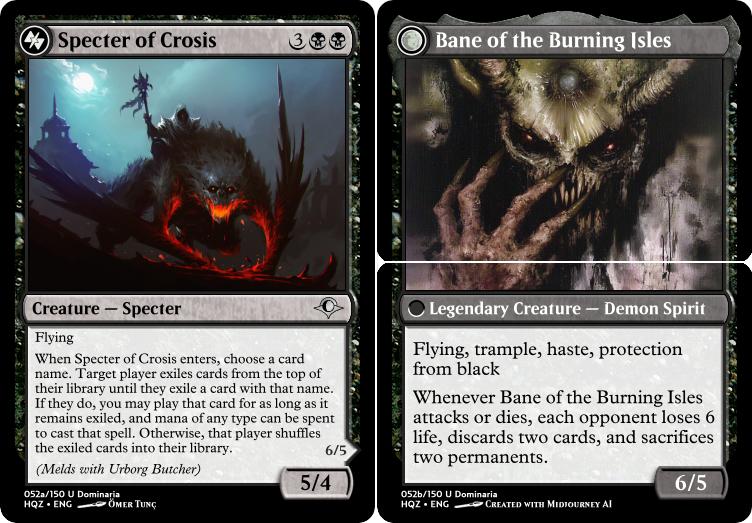 Specter of Crosis 3
Flying
When Specter of Crosis enters, choose a card
name. Target player exiles cards from the top of
their library until they exile a card with that name.
If they do, you may play that card for as long as it
remains exiled, and mana of any type can be spent
to cast that spell. Otherwise, that player shuffles
the exiled cards into their library.
6/5
(Melds with Urborg Butcher)
Creature — Specter
5/4
052a/150 U Dominaria
HQZ • ENG Ömer Tunç
Bane of the Burning Isles
Legendary Creature — Demon Spirit
Flying, trample, haste, protection
from black
Whenever Bane of the Burning Isles
attacks or dies, each opponent loses 6
life, discards two cards, and sacrifices
two permanents.
6/5
052b/150 U Dominaria
HQZ • ENG Created with Midjourney AI